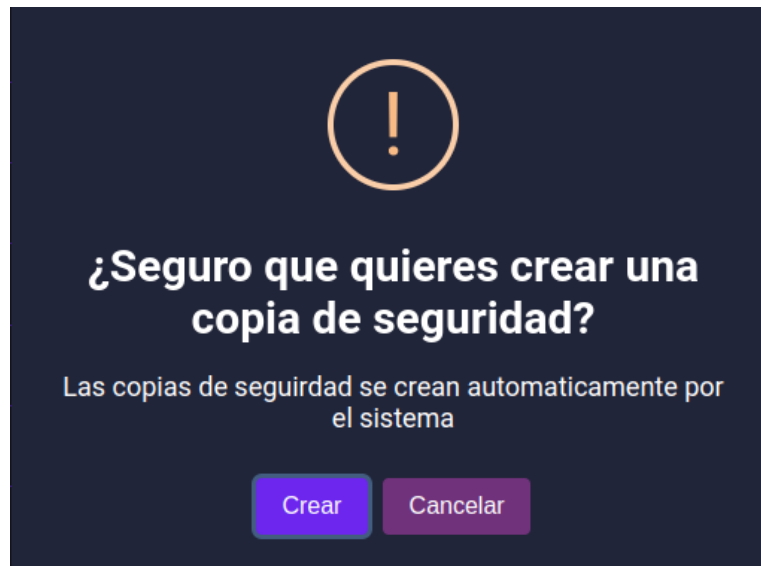 ¿Seguro que quieres crear una
copia de seguridad?
Las copias de seguirdad se crean automaticamente por
el sistema
Crear
Cancelar